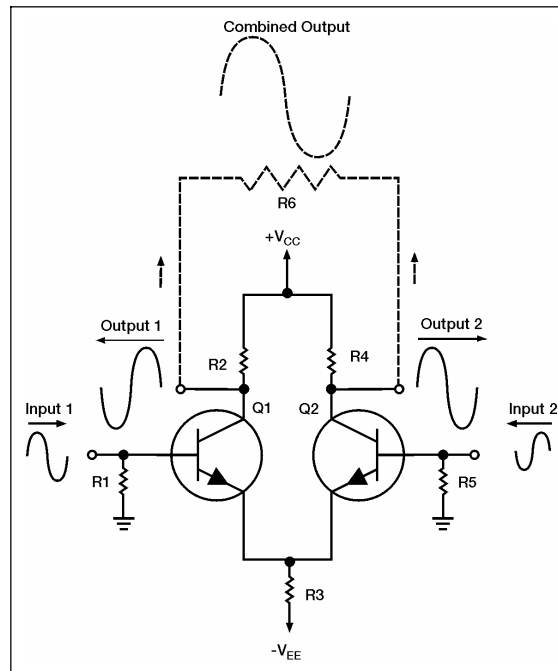 Combined Output
R6
+VCC
Output 1
Output 2
R2
R4
Input 1
Q1
Q2
Input 2
R1
R5
R3
-VEE